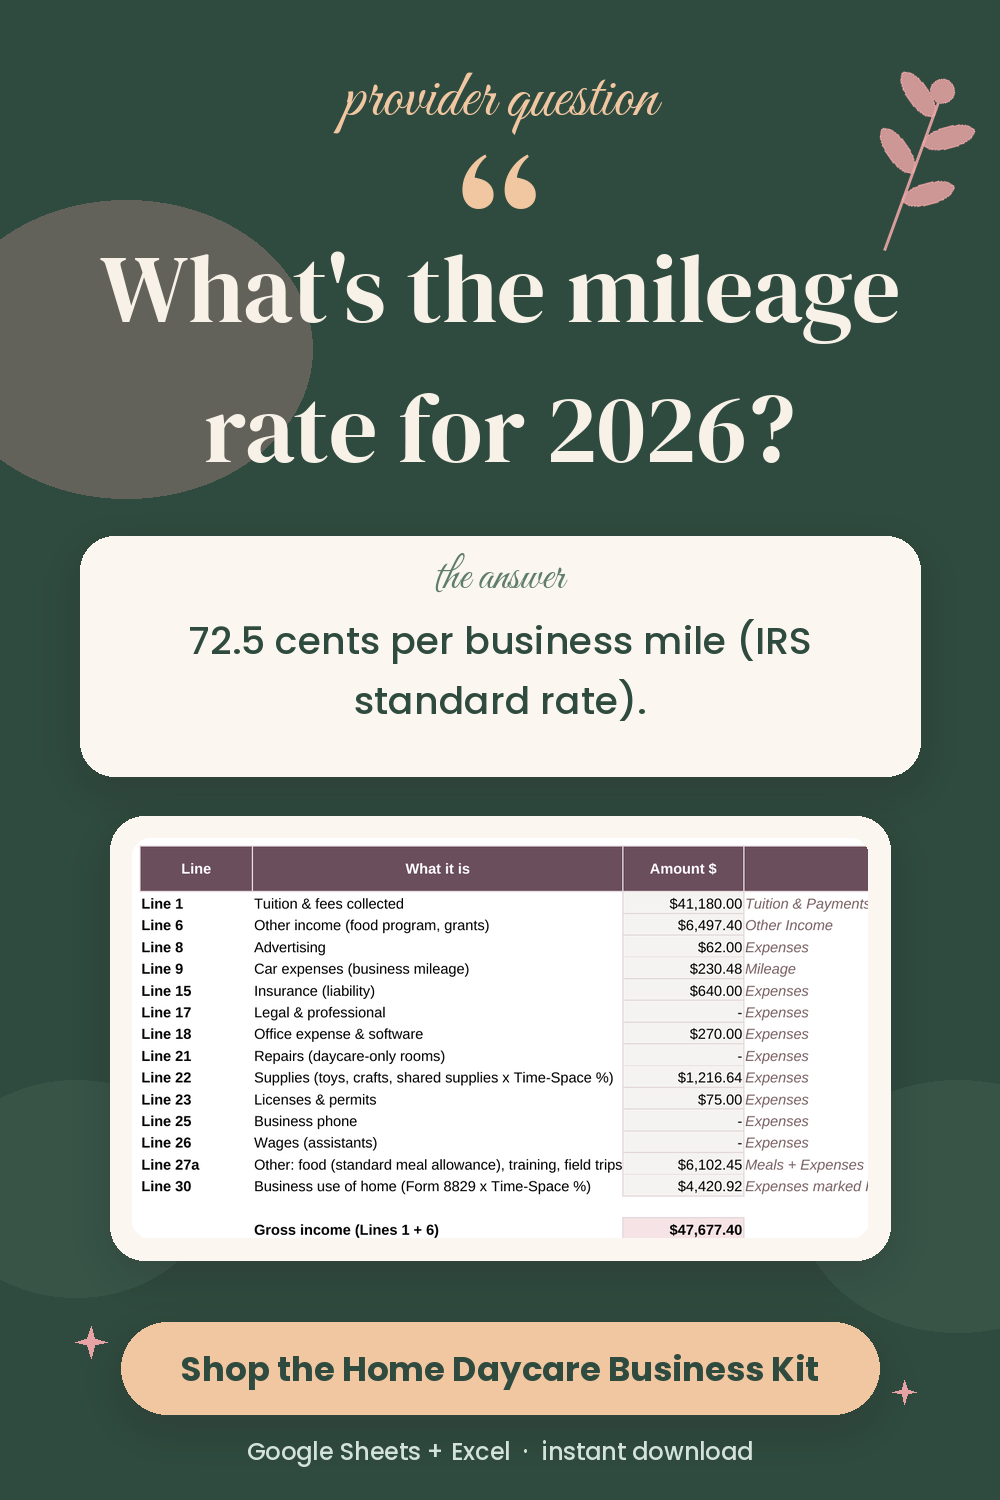 provider question
“
What's the mileage
rate for 2026?
the answer
72.5 cents per business mile (IRS
standard rate).
Line What it is Amount $
Line 1 Tuition & fees collected $41,180.00 Tuition & Payments
Line 6 Other income (food program, grants) $6,497.40 Other Income
Line 8 Advertising $62.00 Expenses
Line 9 Car expenses (business mileage) $230.48 Mileage
Line 15 Insurance (liability) $640.00 Expenses
Line 17 Legal & professional - Expenses
Line 18 Office expense & software $270.00 Expenses
Line 21 Repairs (daycare-only rooms) - Expenses
Line 22 Supplies (toys, crafts, shared supplies x Time-Space %) $1,216.64 Expenses
Line 23 Licenses & permits $75.00 Expenses
Line 25 Business phone - Expenses
Line 26 Wages (assistants) - Expenses
Line 27a Other: food (standard meal allowance), training, field trips $6,102.45 Meals + Expenses
Line 30 Business use of home (Form 8829 x Time-Space %) $4,420.92 Expenses marked
Gross income (Lines 1 + 6) $47,677.40
Shop the Home Daycare Business Kit
Google Sheets + Excel · instant download